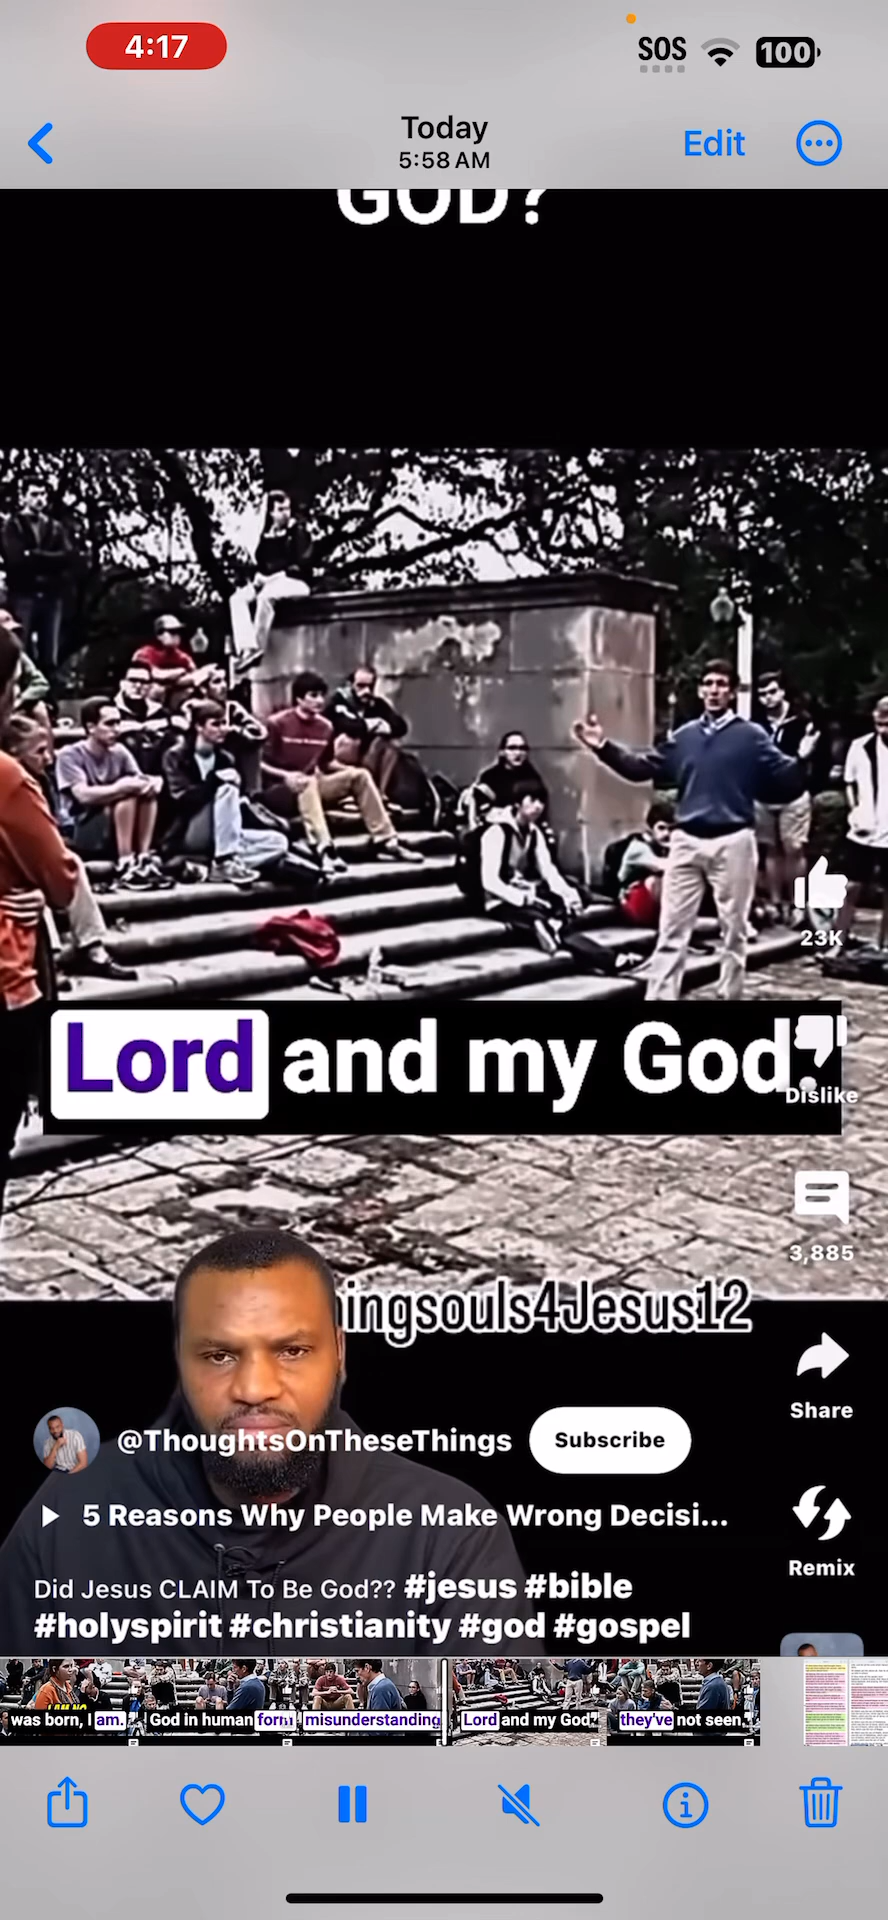 4:17
SOS
100
Today
5:58 AM
Edit
GOD?
23K
Lord and my God?
Dislike
3,885
ingsouls4Jesus12
Share
@ThoughtsOnTheseThings
Subscribe
5 Reasons Why People Make Wrong Decisi...
Remix
Did Jesus CLAIM To Be God?? #jesus #bible
#holyspirit #christianity #god #gospel
was born, I am.
God in human form
misunderstanding
Lord and my God?
they've not seen.